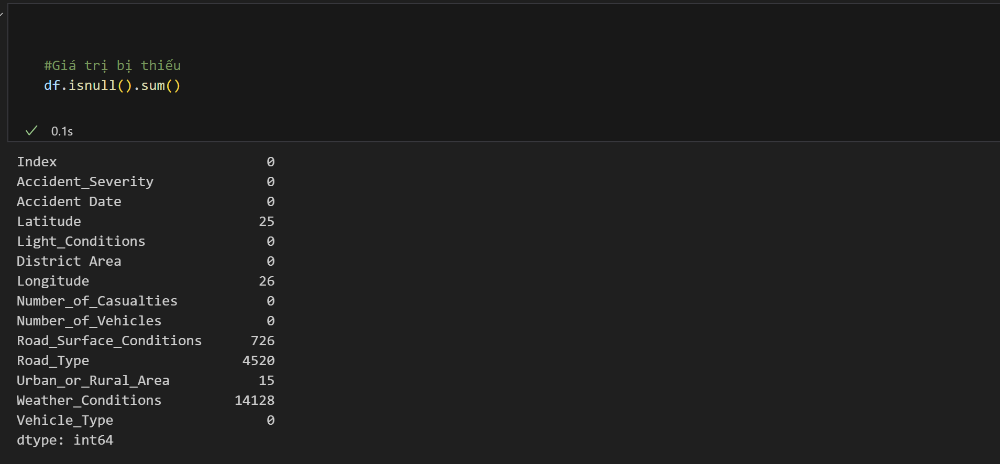 #Giá trị bị thiếu
df.isnull().sum()
0.1s
Index 0
Accident_Severity 0
Accident Date 0
Latitude 25
Light_Conditions 0
District Area 0
Longitude 26
Number_of_Casualties 0
Number_of_Vehicles 0
Road_Surface_Conditions 726
Road_Type 4520
Urban_or_Rural_Area 15
Weather_Conditions 14128
Vehicle_Type 0
dtype: int64